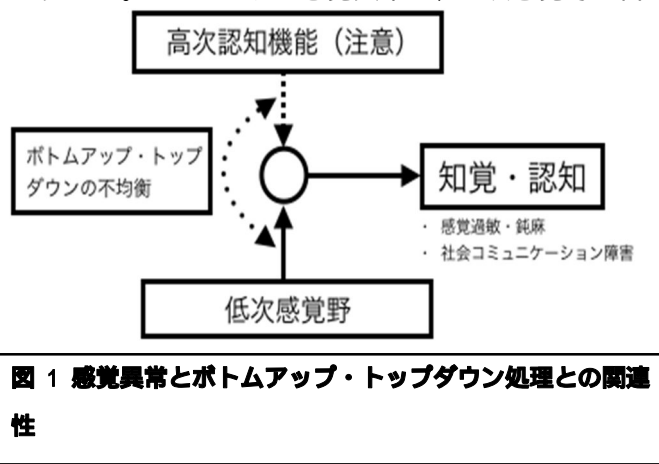 高次認知機能（注意）
ボトムアップ・トップ
ダウンの不均衡
知覚・認知
・ 感覚過敏・鈍麻
・ 社会コミュニケーション障害
低次感覚野
図 1 感覚異常とボトムアップ・トップダウン処理との関連
性